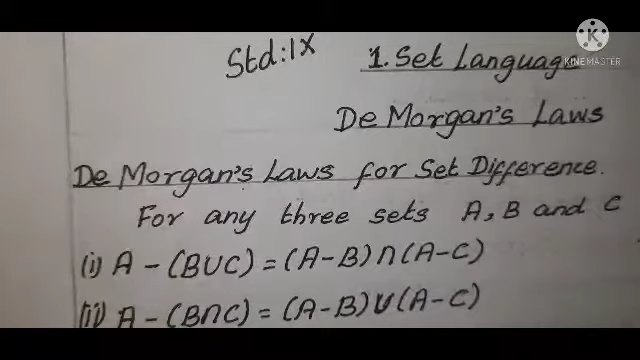 Std: IX
1. Set Language
KINEMASTER
De Morgan's Laws
De Morgan's Laws for Set Difference.
For any three sets A, B and C
(i) A - (B∪C) = (A-B)∩(A-C)
(ii) A - (B∩C) = (A-B)∪(A-C)